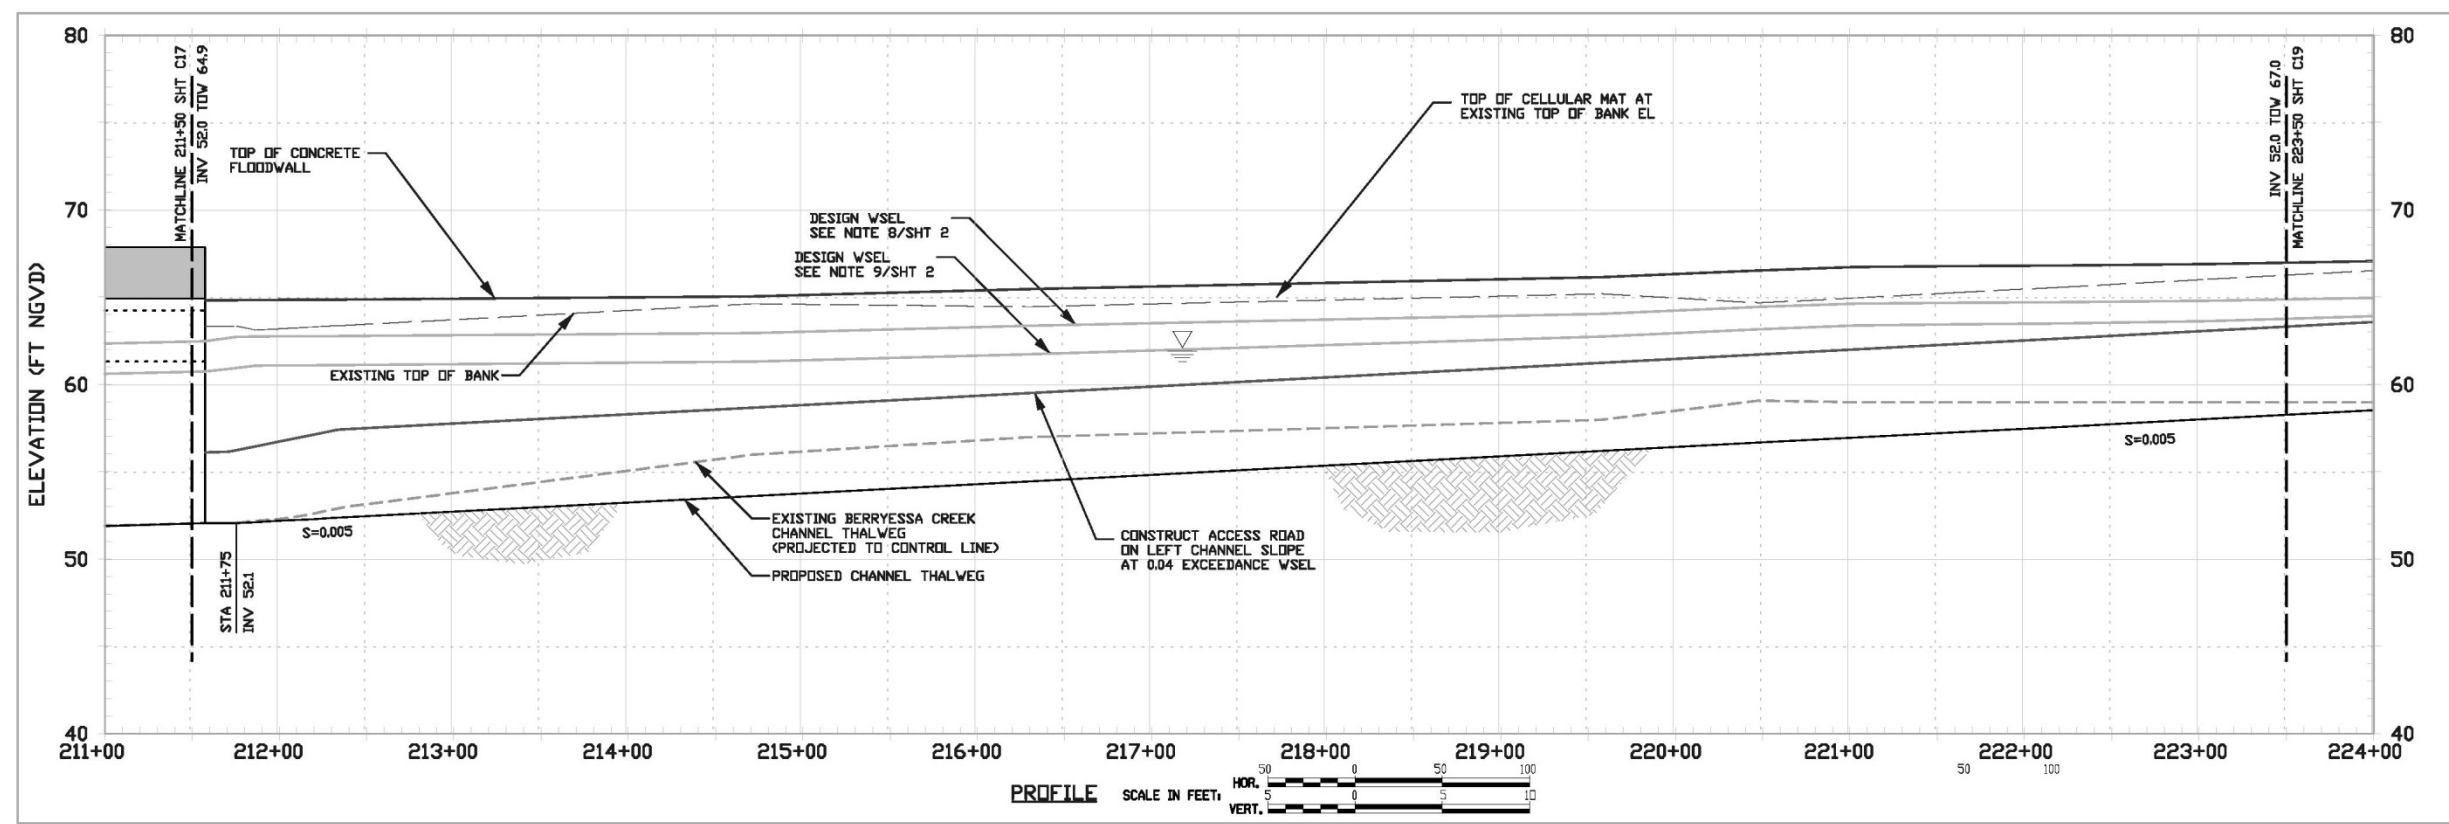 80
80
MATCHLINE 211+50 SHT C17
INV 52.0 TOW 64.9
INV 52.0 TOW 67.0
MATCHLINE 223+50 SHT C19
TOP OF CELLULAR MAT AT
EXISTING TOP OF BANK EL
TOP OF CONCRETE
FLOODWALL
70
70
DESIGN WSEL
SEE NOTE 8/SHT 2
DESIGN WSEL
SEE NOTE 9/SHT 2
ELEVATION (FT NGVD)
EXISTING TOP OF BANK
60
60
S=0.005
S=0.005
EXISTING BERRYESSA CREEK
CHANNEL THALWEG
(PROJECTED TO CONTROL LINE)
PROPOSED CHANNEL THALWEG
CONSTRUCT ACCESS ROAD
ON LEFT CHANNEL SLOPE
AT 0.04 EXCEEDANCE WSEL
50
50
STA 211+75
INV 52.1
40
40
211+00 212+00 213+00 214+00 215+00 216+00 217+00 218+00 219+00 220+00 221+00 222+00 223+00 224+00
PROFILE
SCALE IN FEET:
HOR.
50 0 50 100
VERT.
5 0 5 10
50 100